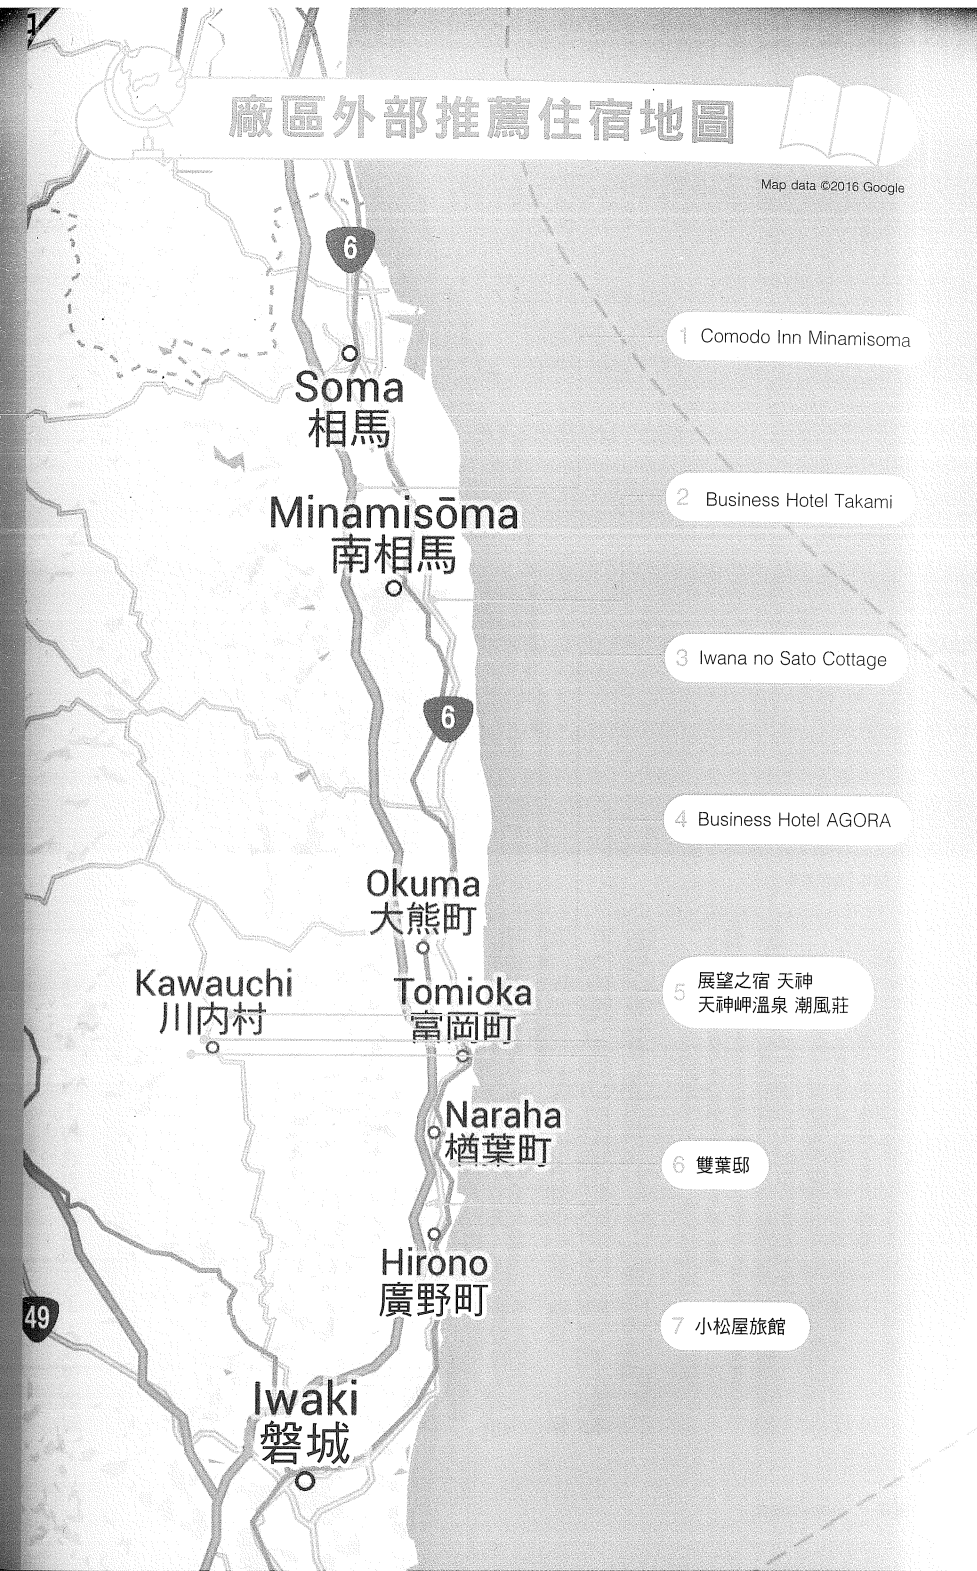 廠區外部推薦住宿地圖
Map data ©2016 Google
6
1 Comodo Inn Minamisoma
Soma
相馬
2 Business Hotel Takami
Minamisōma
南相馬
3 Iwana no Sato Cottage
6
4 Business Hotel AGORA
Okuma
大熊町
Kawauchi
川内村
Tomioka
富岡町
5 展望之宿 天神
天神岬溫泉 潮風莊
Naraha
楢葉町
6 雙葉邸
Hirono
廣野町
49
7 小松屋旅館
Iwaki
磐城